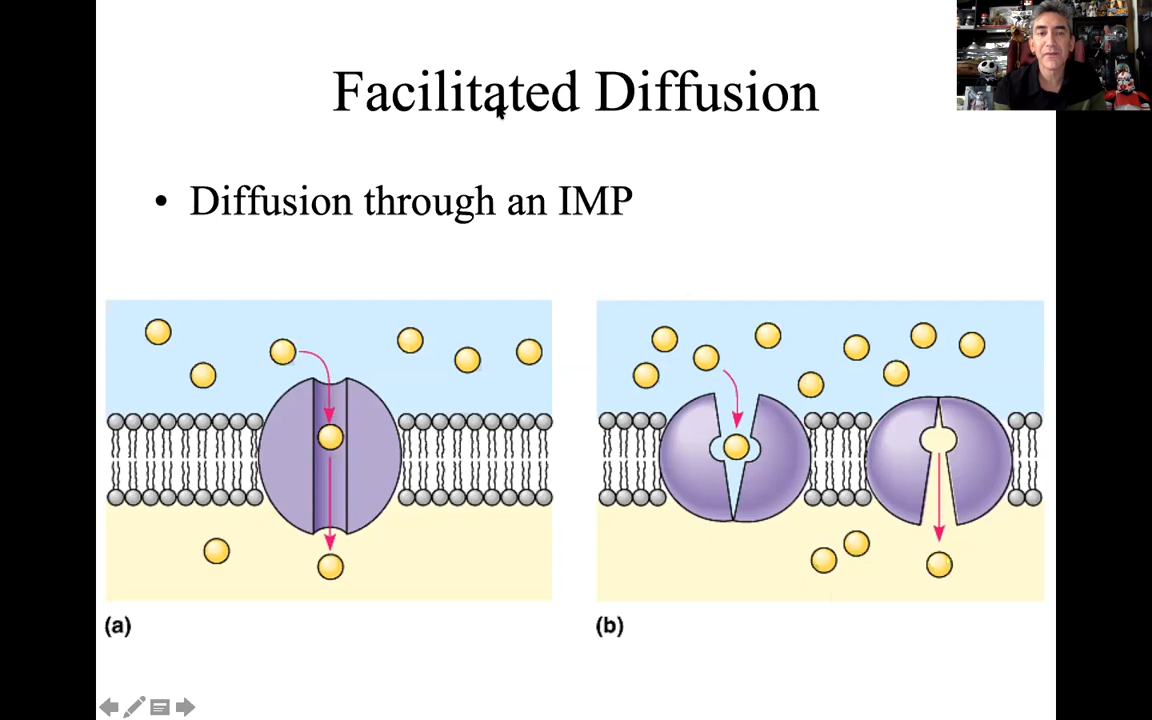 Facilitated Diffusion
• Diffusion through an IMP
(a)
(b)